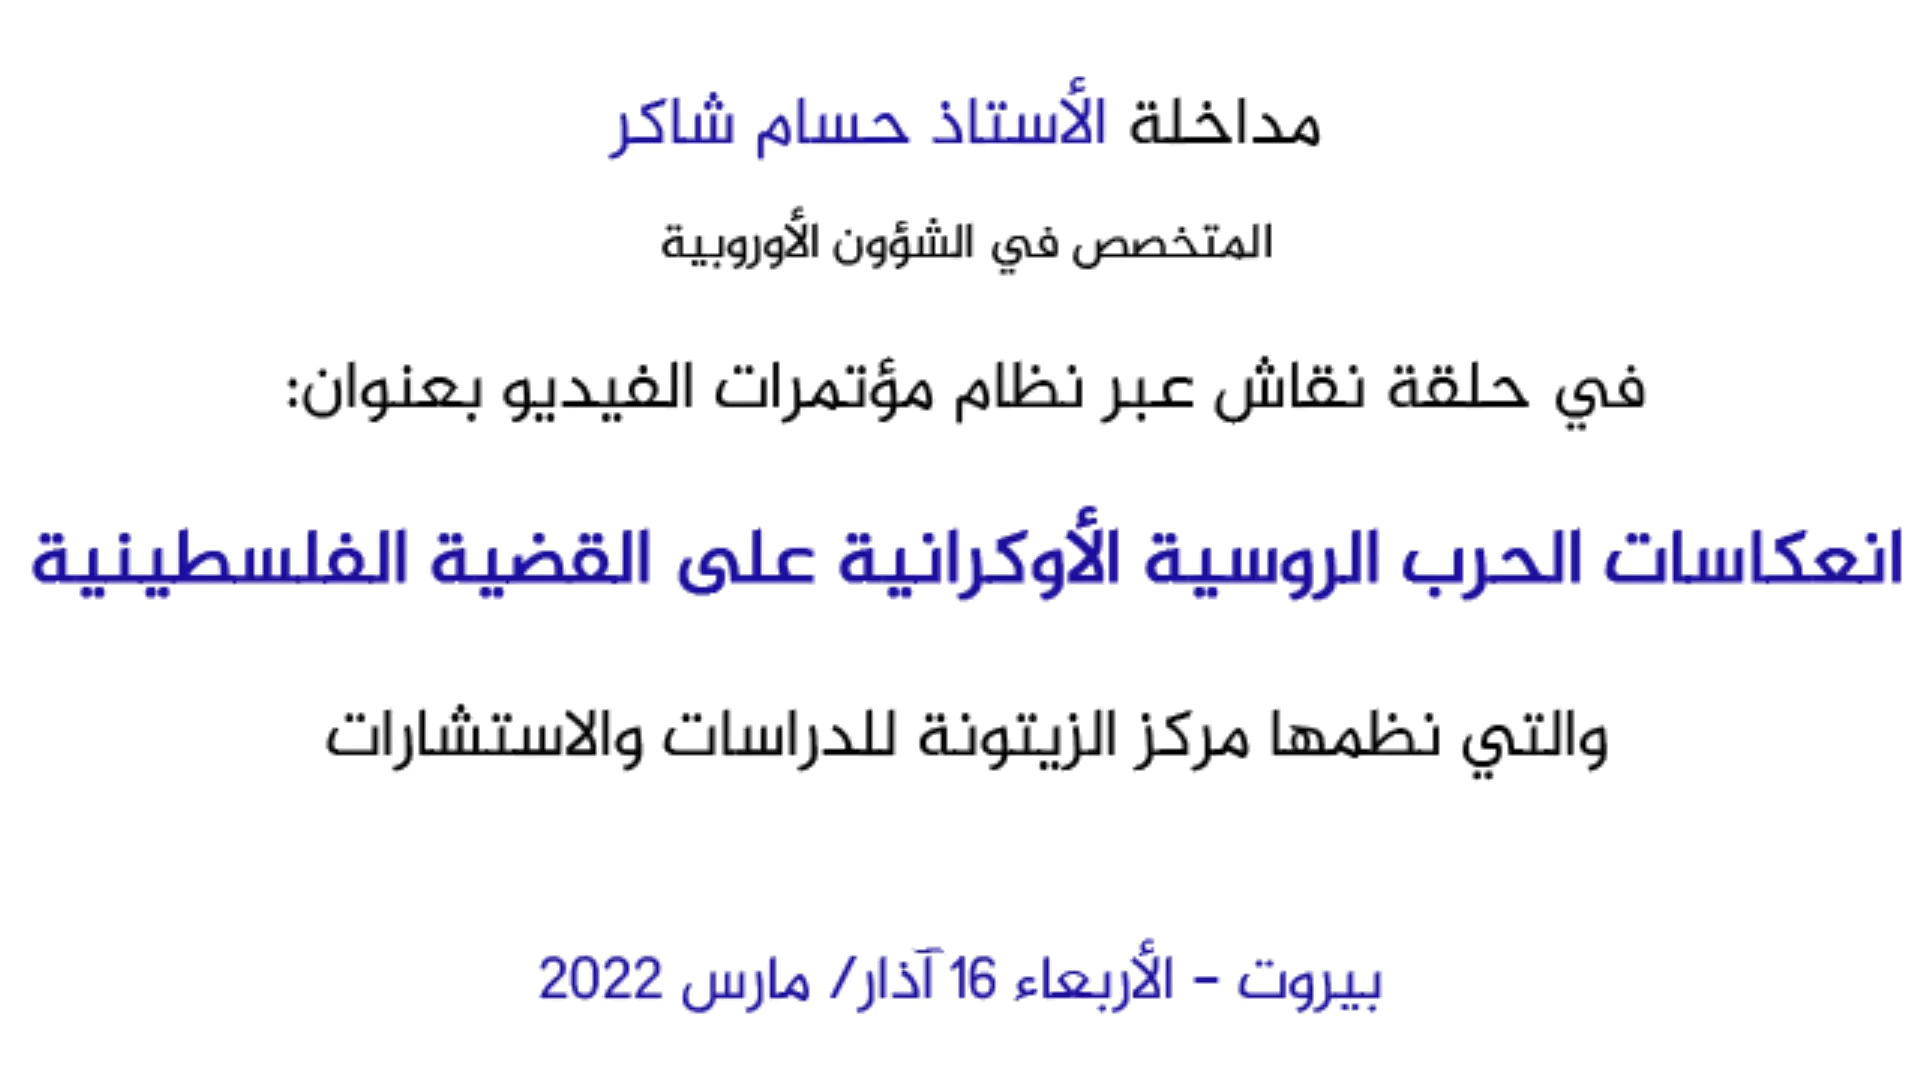 مداخلة الأستاذ حسام شاكر
المتخصص في الشؤون الأوروبية
في حلقة نقاش عبر نظام مؤتمرات الفيديو بعنوان:
انعكاسات الحرب الروسية الأوكرانية على القضية الفلسطينية
والتي نظمها مركز الزيتونة للدراسات والاستشارات
بيروت - الأربعاء 16 آذار/ مارس 2022